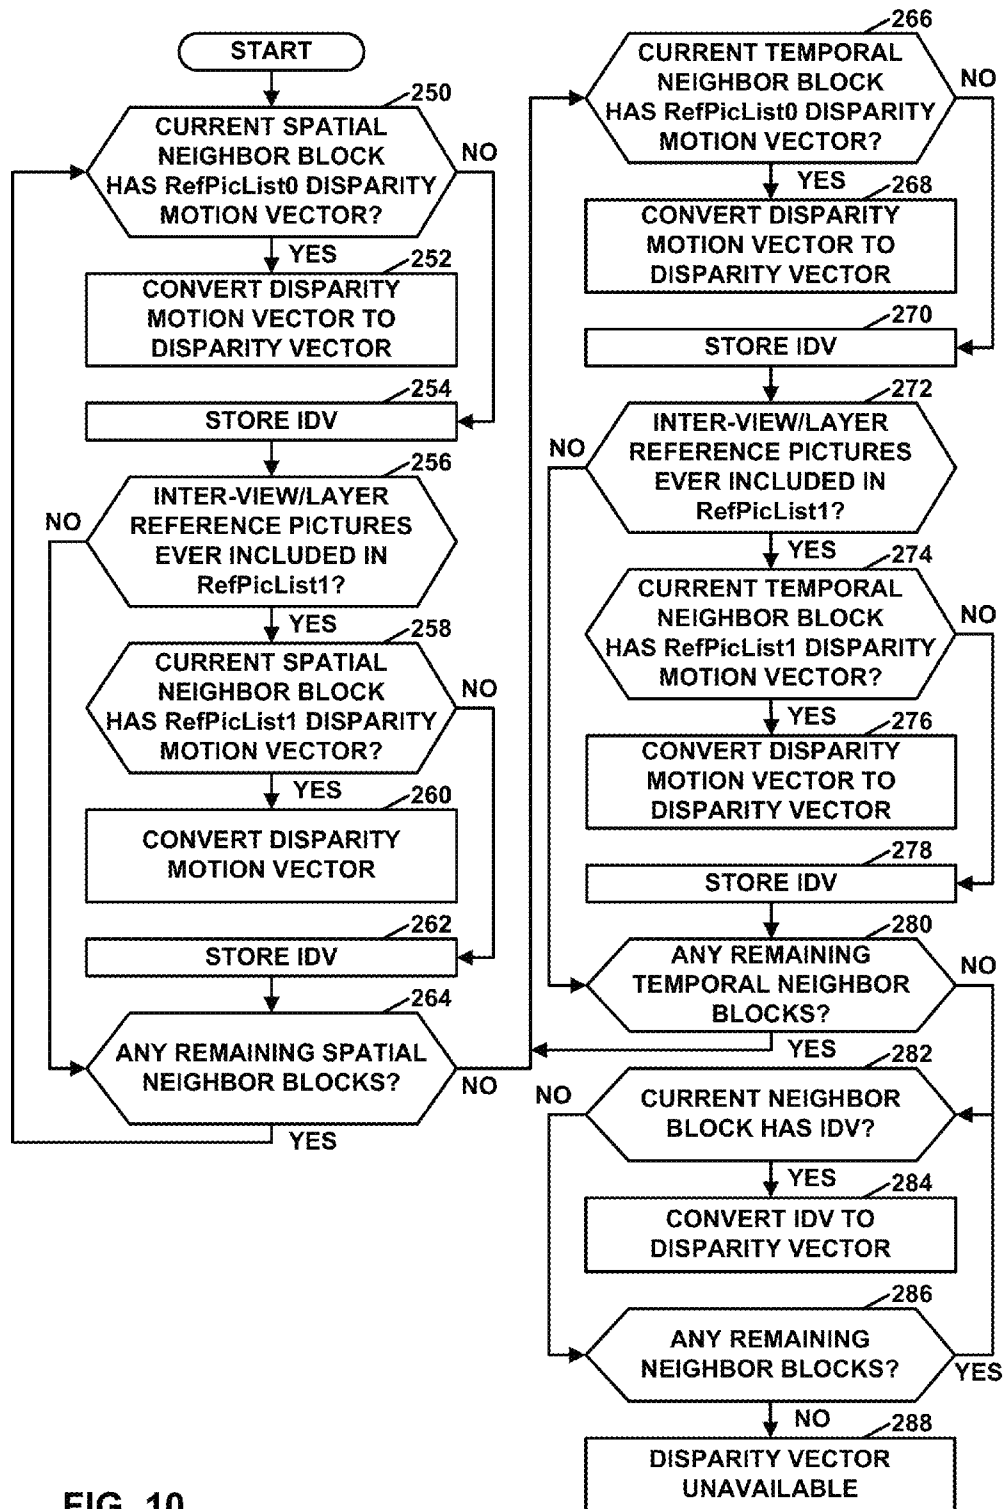 START
250
CURRENT SPATIAL
NEIGHBOR BLOCK
HAS RefPicList0 DISPARITY
MOTION VECTOR?
NO
YES
252
CONVERT DISPARITY
MOTION VECTOR TO
DISPARITY VECTOR
254
STORE IDV
256
INTER-VIEW/LAYER
REFERENCE PICTURES
EVER INCLUDED IN
RefPicList1?
NO
YES
258
CURRENT SPATIAL
NEIGHBOR BLOCK
HAS RefPicList1 DISPARITY
MOTION VECTOR?
NO
YES
260
CONVERT DISPARITY
MOTION VECTOR
262
STORE IDV
264
ANY REMAINING SPATIAL
NEIGHBOR BLOCKS?
NO
YES
266
CURRENT TEMPORAL
NEIGHBOR BLOCK
HAS RefPicList0 DISPARITY
MOTION VECTOR?
NO
YES
268
CONVERT DISPARITY
MOTION VECTOR TO
DISPARITY VECTOR
270
STORE IDV
272
INTER-VIEW/LAYER
REFERENCE PICTURES
EVER INCLUDED IN
RefPicList1?
NO
YES
274
CURRENT TEMPORAL
NEIGHBOR BLOCK
HAS RefPicList1 DISPARITY
MOTION VECTOR?
NO
YES
276
CONVERT DISPARITY
MOTION VECTOR TO
DISPARITY VECTOR
278
STORE IDV
280
ANY REMAINING
TEMPORAL NEIGHBOR
BLOCKS?
NO
YES
282
CURRENT NEIGHBOR
BLOCK HAS IDV?
NO
YES
284
CONVERT IDV TO
DISPARITY VECTOR
286
ANY REMAINING
NEIGHBOR BLOCKS?
YES
NO
288
DISPARITY VECTOR
UNAVAILABLE
FIG. 10